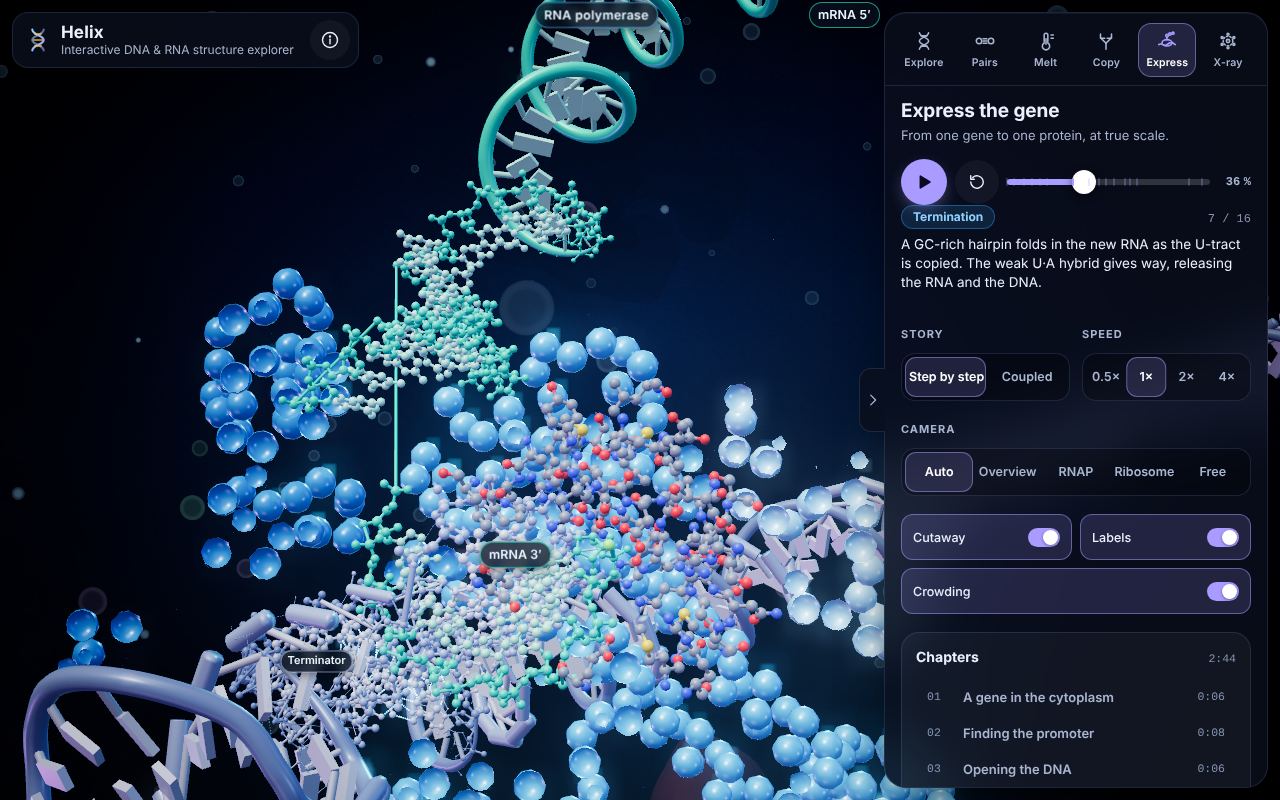 Helix
Interactive DNA & RNA structure explorer
RNA polymerase
mRNA 5′
mRNA 3′
Terminator
Explore
Pairs
Melt
Copy
Express
X-ray
Express the gene
From one gene to one protein, at true scale.
36 %
Termination
7 / 16
A GC-rich hairpin folds in the new RNA as the U-tract
is copied. The weak U·A hybrid gives way, releasing
the RNA and the DNA.
STORY
SPEED
Step by step
Coupled
0.5×
1×
2×
4×
CAMERA
Auto
Overview
RNAP
Ribosome
Free
Cutaway
Labels
Crowding
Chapters
2:44
01
A gene in the cytoplasm
0:06
02
Finding the promoter
0:08
03
Opening the DNA
0:06